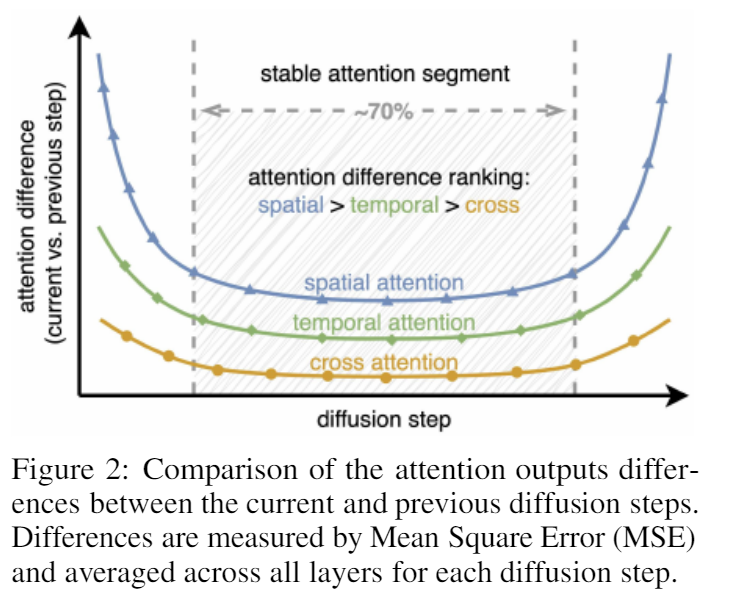 stable attention segment
~70%
attention difference ranking:
spatial > temporal > cross
attention difference
(current vs. previous step)
spatial attention
temporal attention
cross attention
diffusion step
Figure 2: Comparison of the attention outputs differ-
ences between the current and previous diffusion steps.
Differences are measured by Mean Square Error (MSE)
and averaged across all layers for each diffusion step.